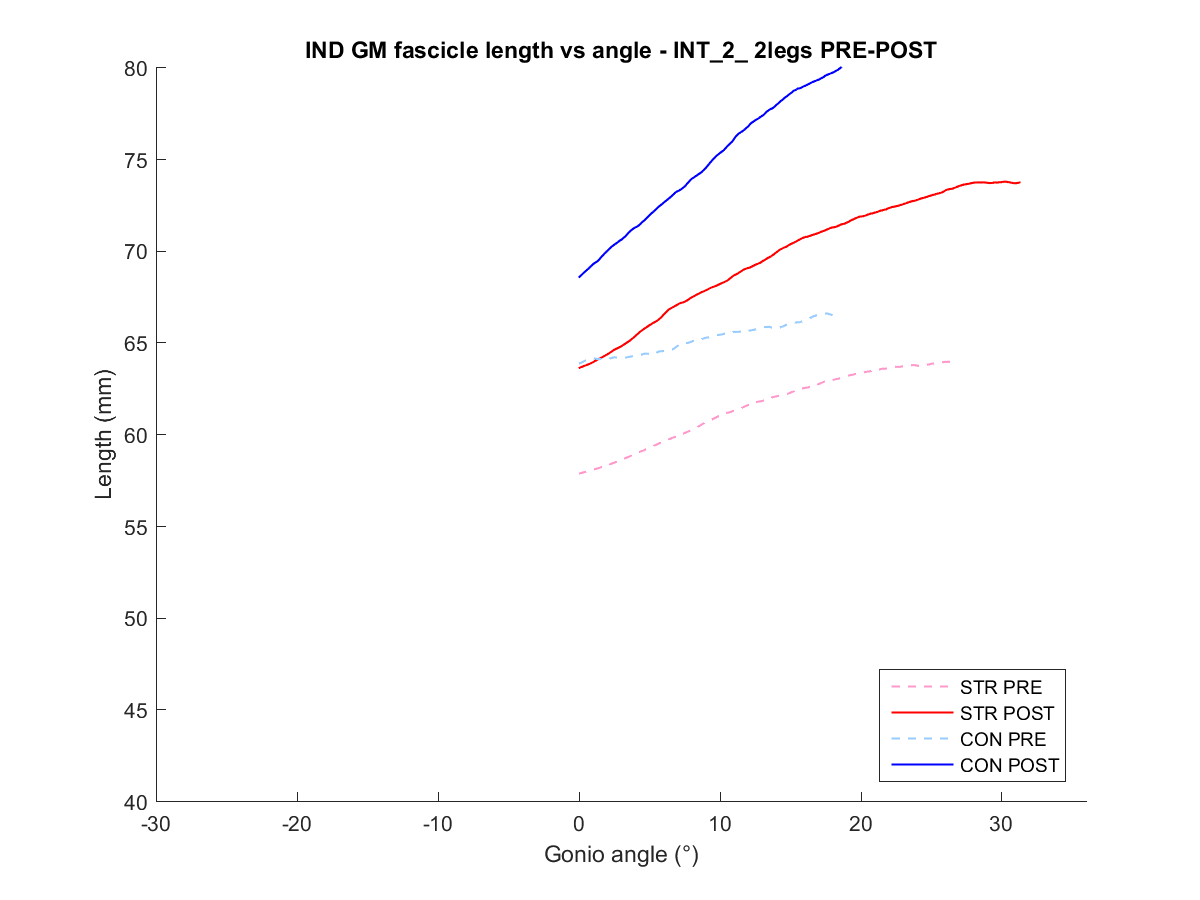 IND GM fascicle length vs angle - INT_2_ 2legs PRE-POST
80
75
70
65
60
55
50
45
40
Length (mm)
-30
-20
-10
0
10
20
30
Gonio angle (°)
STR PRE
STR POST
CON PRE
CON POST